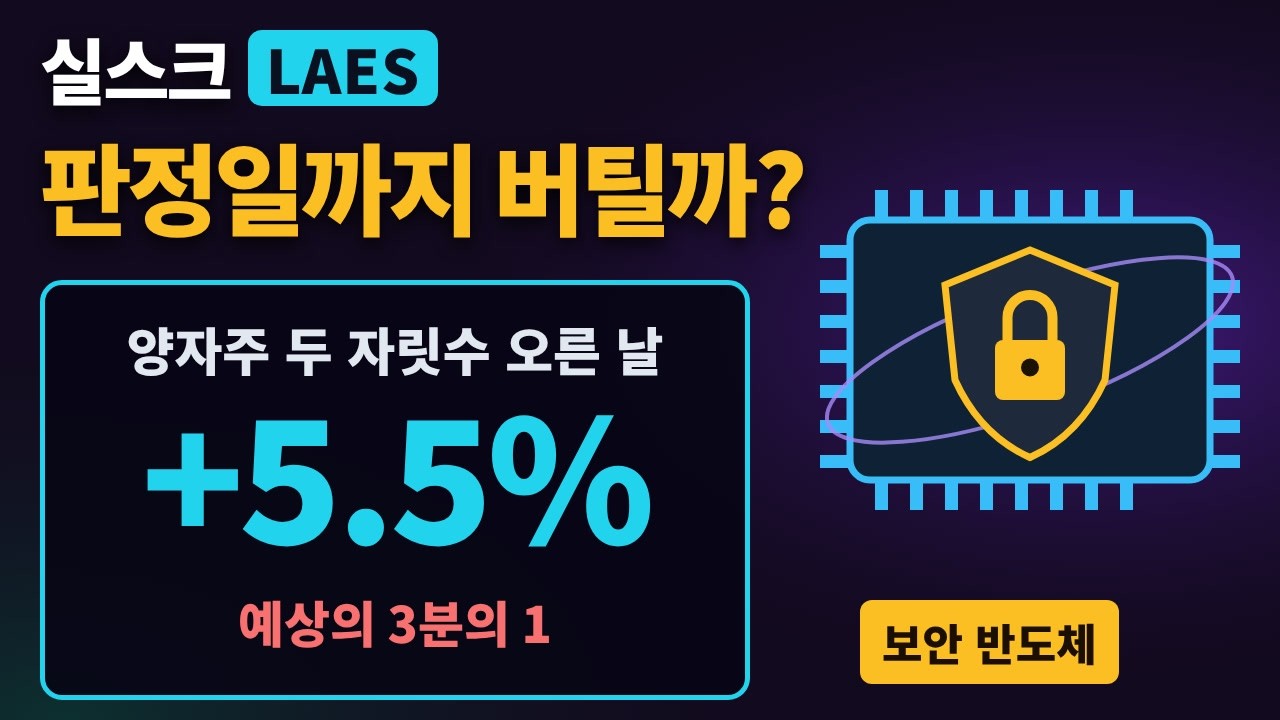 실스크 LAES
판정일까지 버틸까?
양자주 두 자릿수 오른 날
+5.5%
예상의 3분의 1
보안 반도체